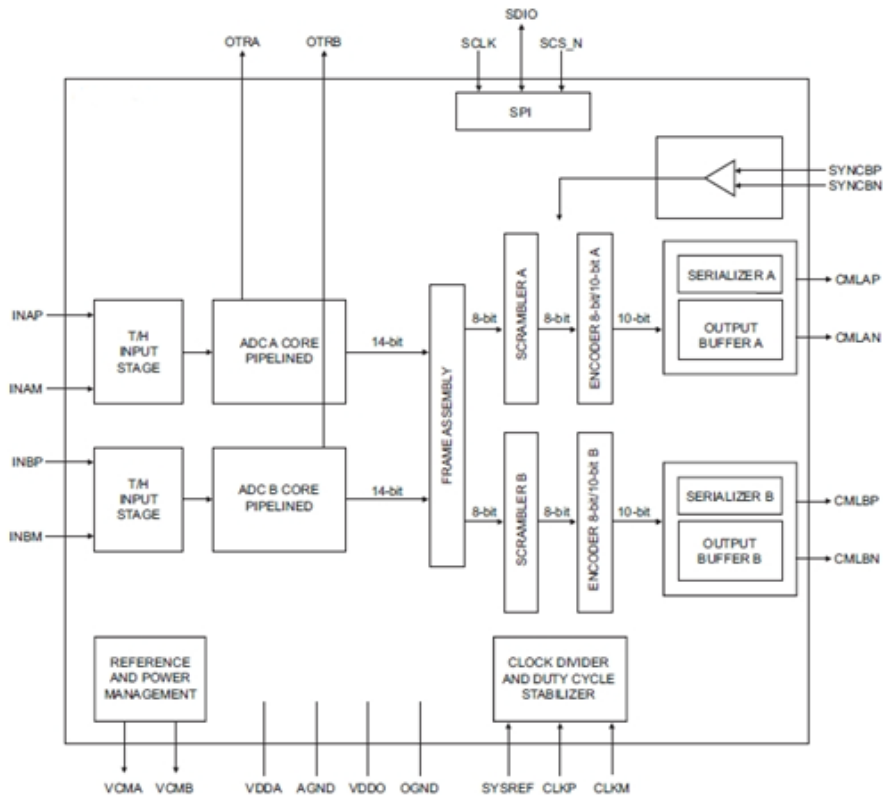 SDIO
OTRA OTRB SCLK SCS_N
SPI
SYNCBP
SYNCBN
SCRAMBLER A
ENCODER 8-bit/10-bit A
SERIALIZER A
CMLAP
INAP
T/H
INPUT
STAGE
ADC A CORE
PIPELINED
14-bit
FRAME ASSEMBLY
8-bit 8-bit 10-bit
OUTPUT
BUFFER A
CMLAN
INAM
INBP
T/H
INPUT
STAGE
ADC B CORE
PIPELINED
14-bit
8-bit 8-bit 10-bit
SCRAMBLER B
ENCODER 8-bit/10-bit B
SERIALIZER B
CMLBP
INBM
OUTPUT
BUFFER B
CMLBN
REFERENCE
AND POWER
MANAGEMENT
CLOCK DIVIDER
AND DUTY CYCLE
STABILIZER
VCMA VCMB VDDA AGND VDDO OGND SYSREF CLKP CLKM